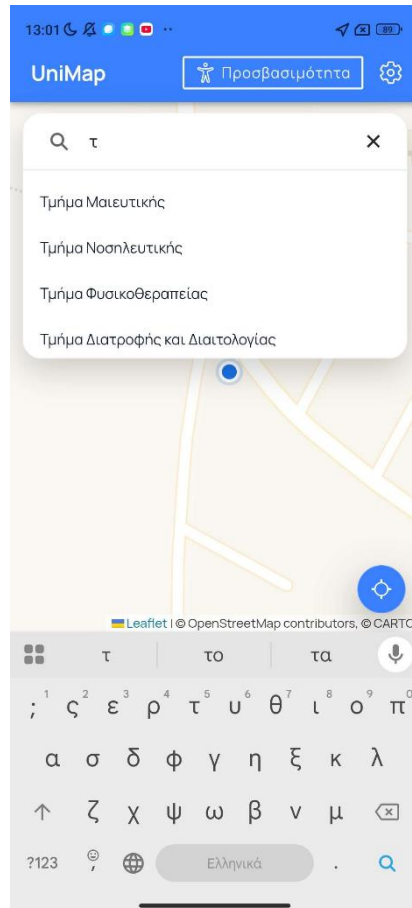 13:01
89
UniMap
Προσβασιμότητα
τ
Τμήμα Μαιευτικής
Τμήμα Νοσηλευτικής
Τμήμα Φυσικοθεραπείας
Τμήμα Διατροφής και Διαιτολογίας
Leaflet | © OpenStreetMap contributors, © CARTO
τ το τα
; 1 ς 2 ε 3 ρ 4 τ 5 υ 6 θ 7 ι 8 ο 9 π 0
α σ δ φ γ η ξ κ λ
ζ χ ψ ω β ν μ
?123 , Ελληνικά .